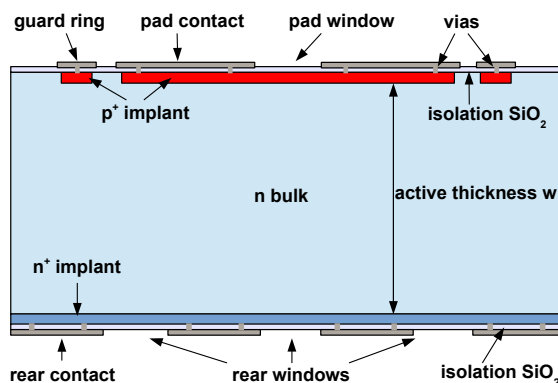 guard ring
pad contact
pad window
vias
p+ implant
isolation SiO2
n bulk
active thickness w
n+ implant
rear contact
rear windows
isolation SiO2